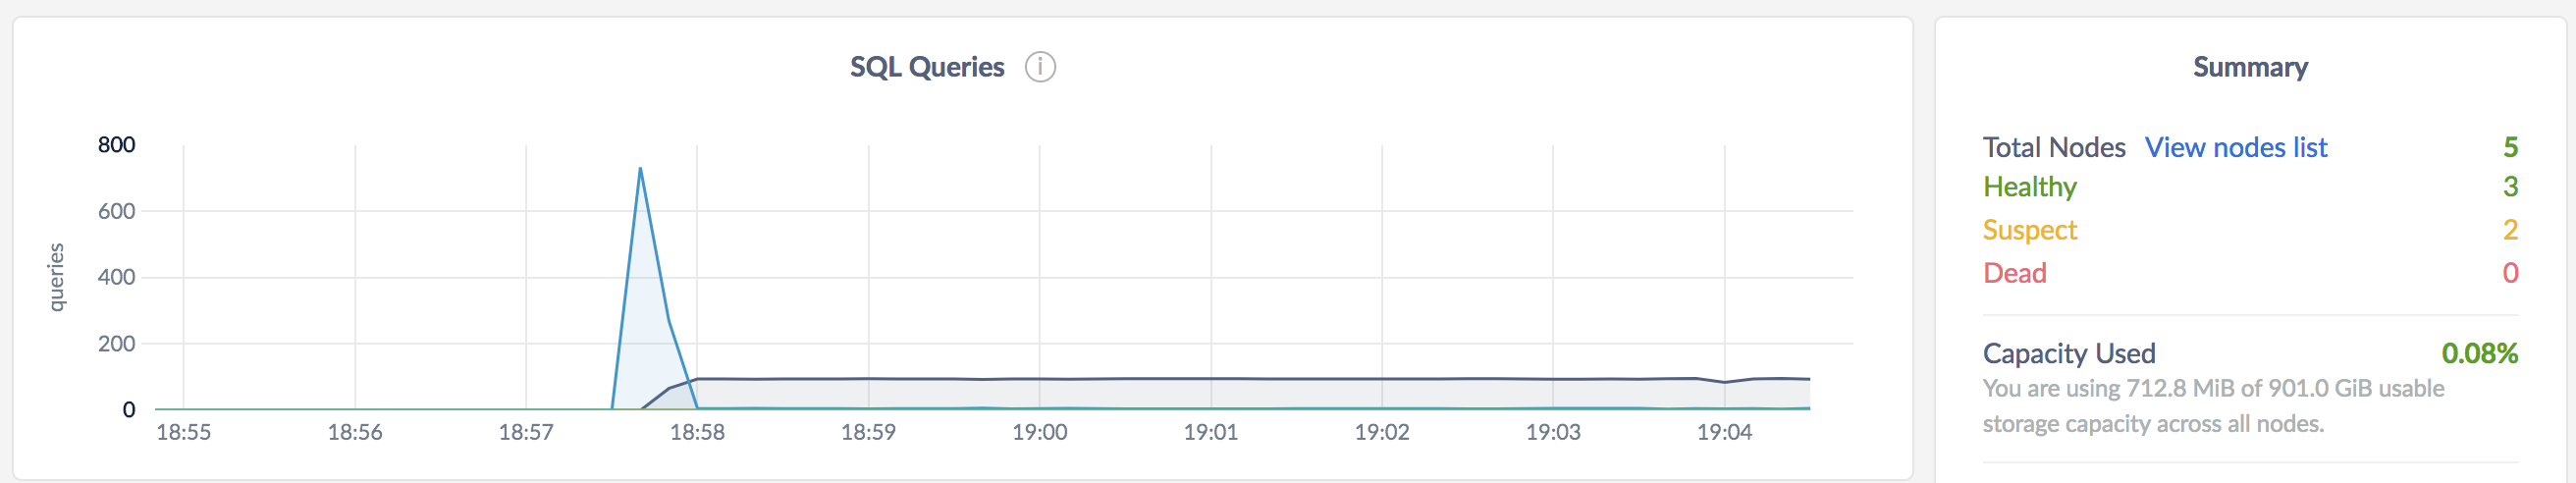 SQL Queries i
800
600
400
200
0
queries
18:55 18:56 18:57 18:58 18:59 19:00 19:01 19:02 19:03 19:04
Summary
Total Nodes View nodes list 5
Healthy 3
Suspect 2
Dead 0
Capacity Used 0.08%
You are using 712.8 MiB of 901.0 GiB usable
storage capacity across all nodes.